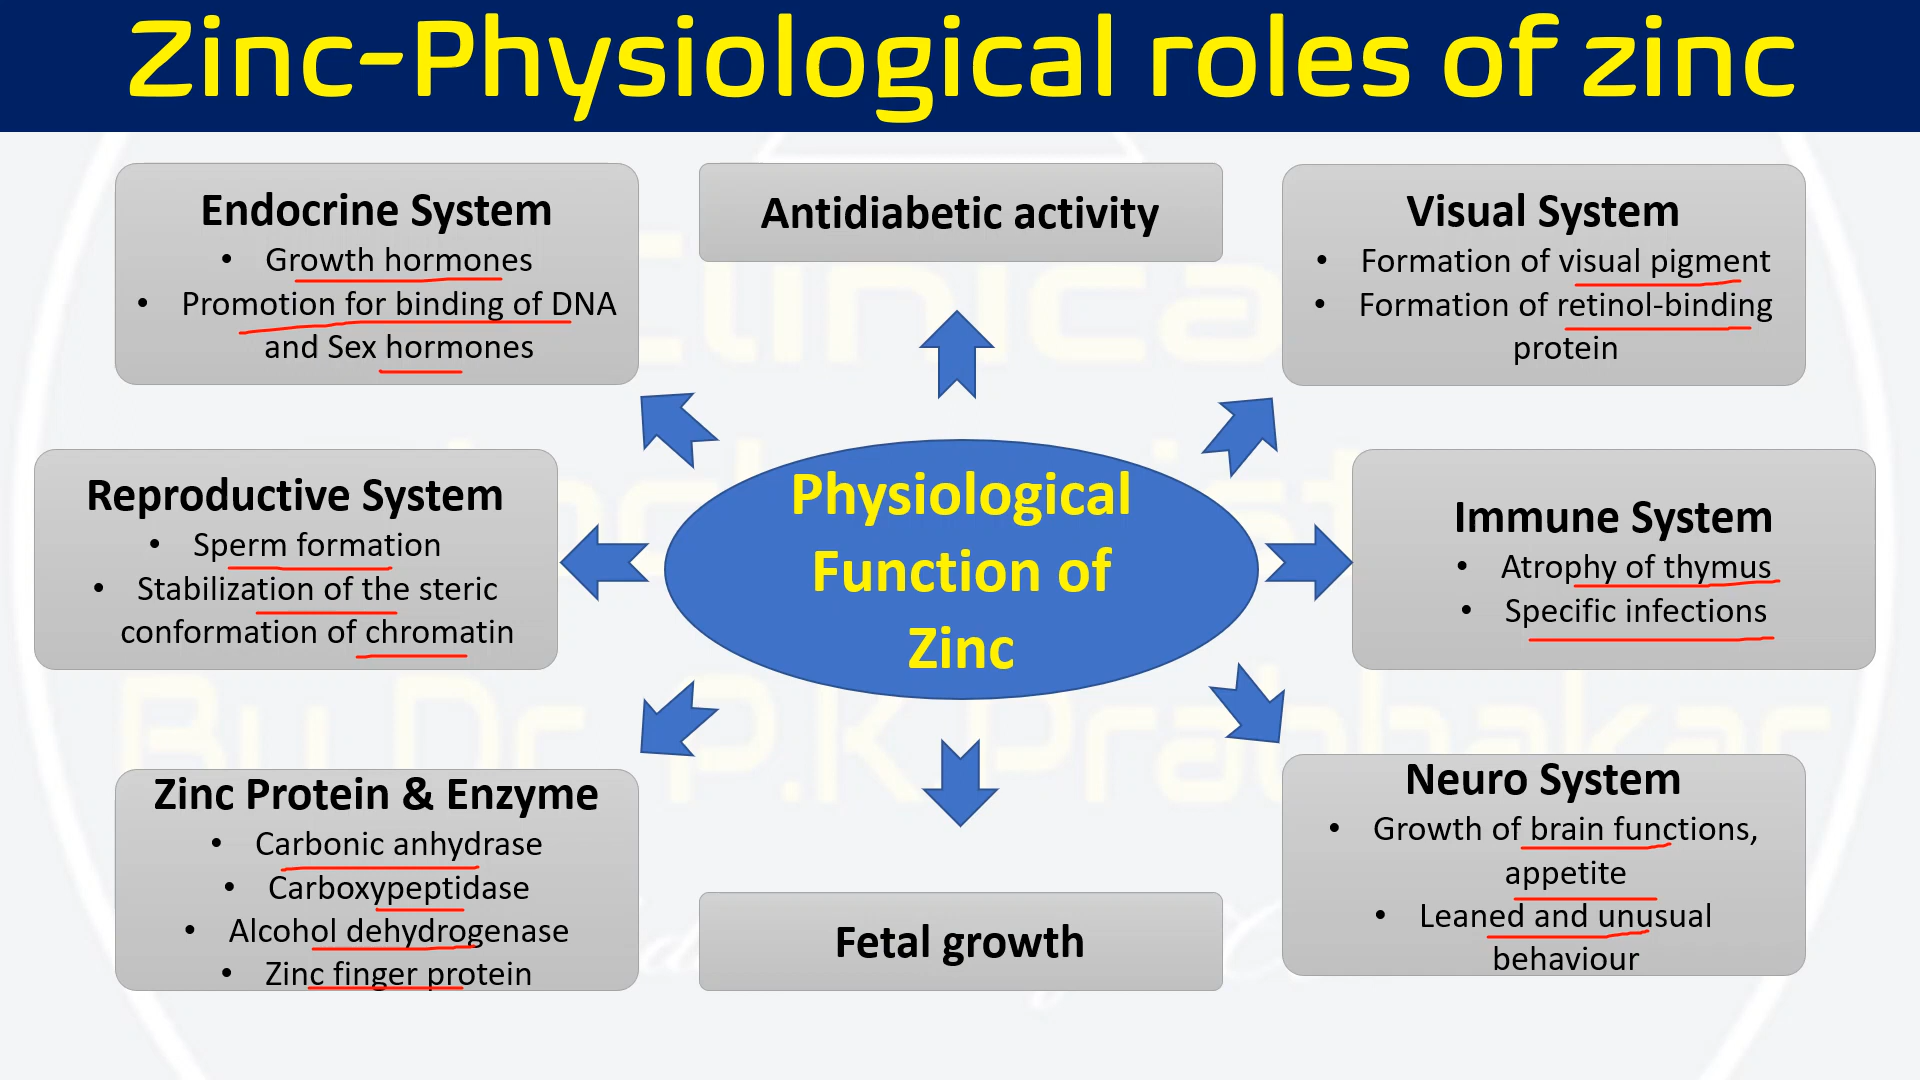 Zinc-Physiological roles of zinc
Endocrine System
• Growth hormones
• Promotion for binding of DNA
and Sex hormones
Antidiabetic activity
Visual System
• Formation of visual pigment
• Formation of retinol-binding
protein
Reproductive System
• Sperm formation
• Stabilization of the steric
conformation of chromatin
Physiological
Function of
Zinc
Immune System
• Atrophy of thymus
• Specific infections
Zinc Protein & Enzyme
• Carbonic anhydrase
• Carboxypeptidase
• Alcohol dehydrogenase
• Zinc finger protein
Fetal growth
Neuro System
• Growth of brain functions,
appetite
• Leaned and unusual
behaviour
By Dr. P.K Prabhakar